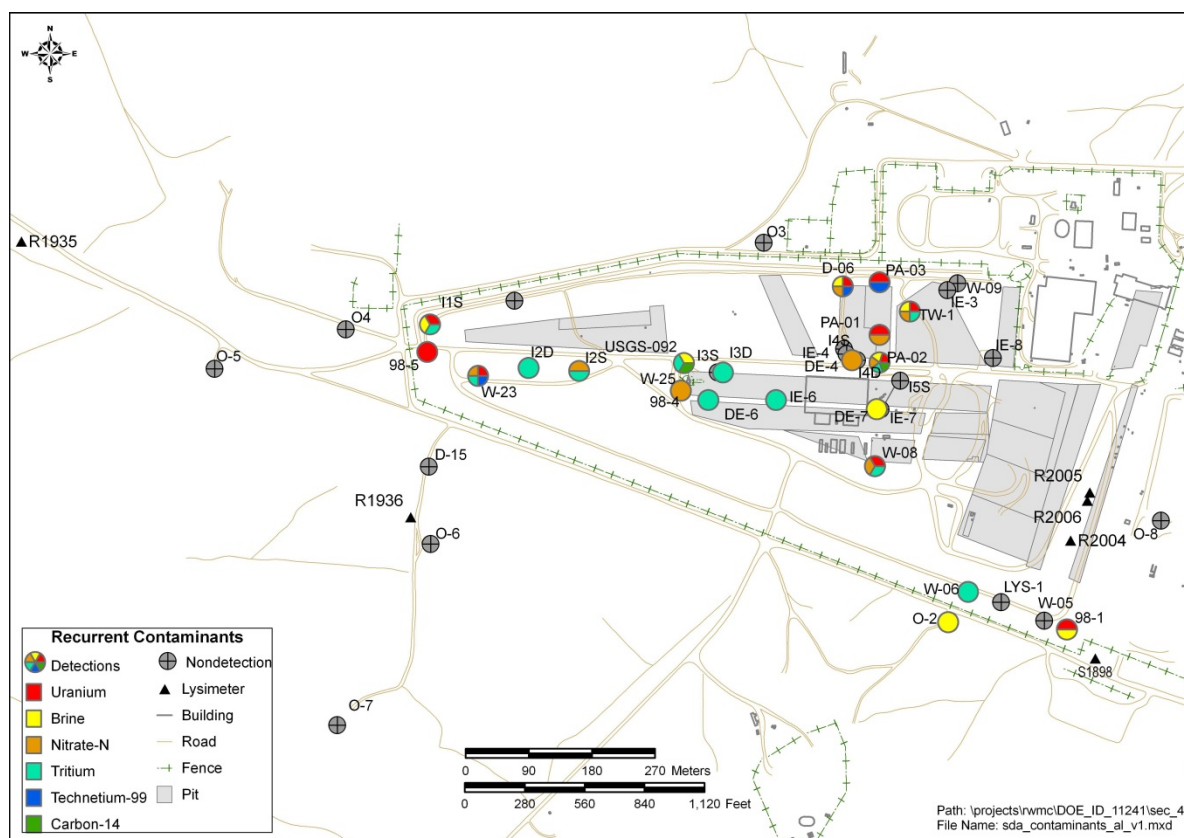 N
W E
S
R1935
O3
D-06
PA-03
W-09
IE-3
TW-1
I1S
O4
PA-01
I4S
IE-4
DE-4
I4D
PA-02
IE-8
USGS-092
I3S
I3D
I2D
I2S
O-5
98-5
W-23
W-25
98-4
DE-6
IE-6
I5S
DE-7
IE-7
W-08
D-15
R1936
O-6
R2005
R2006
R2004
O-8
W-06
LYS-1
W-05
98-1
O-2
S1898
O-7
Recurrent Contaminants
Detections
Uranium
Brine
Nitrate-N
Tritium
Technetium-99
Carbon-14
Nondetection
Lysimeter
Building
Road
Fence
Pit
0 90 180 270 Meters
0 280 560 840 1,120 Feet
Path: \projects\rwmc\DOE_ID_11241\sec_4
File Name: sda_contaminants_al_v1.mxd